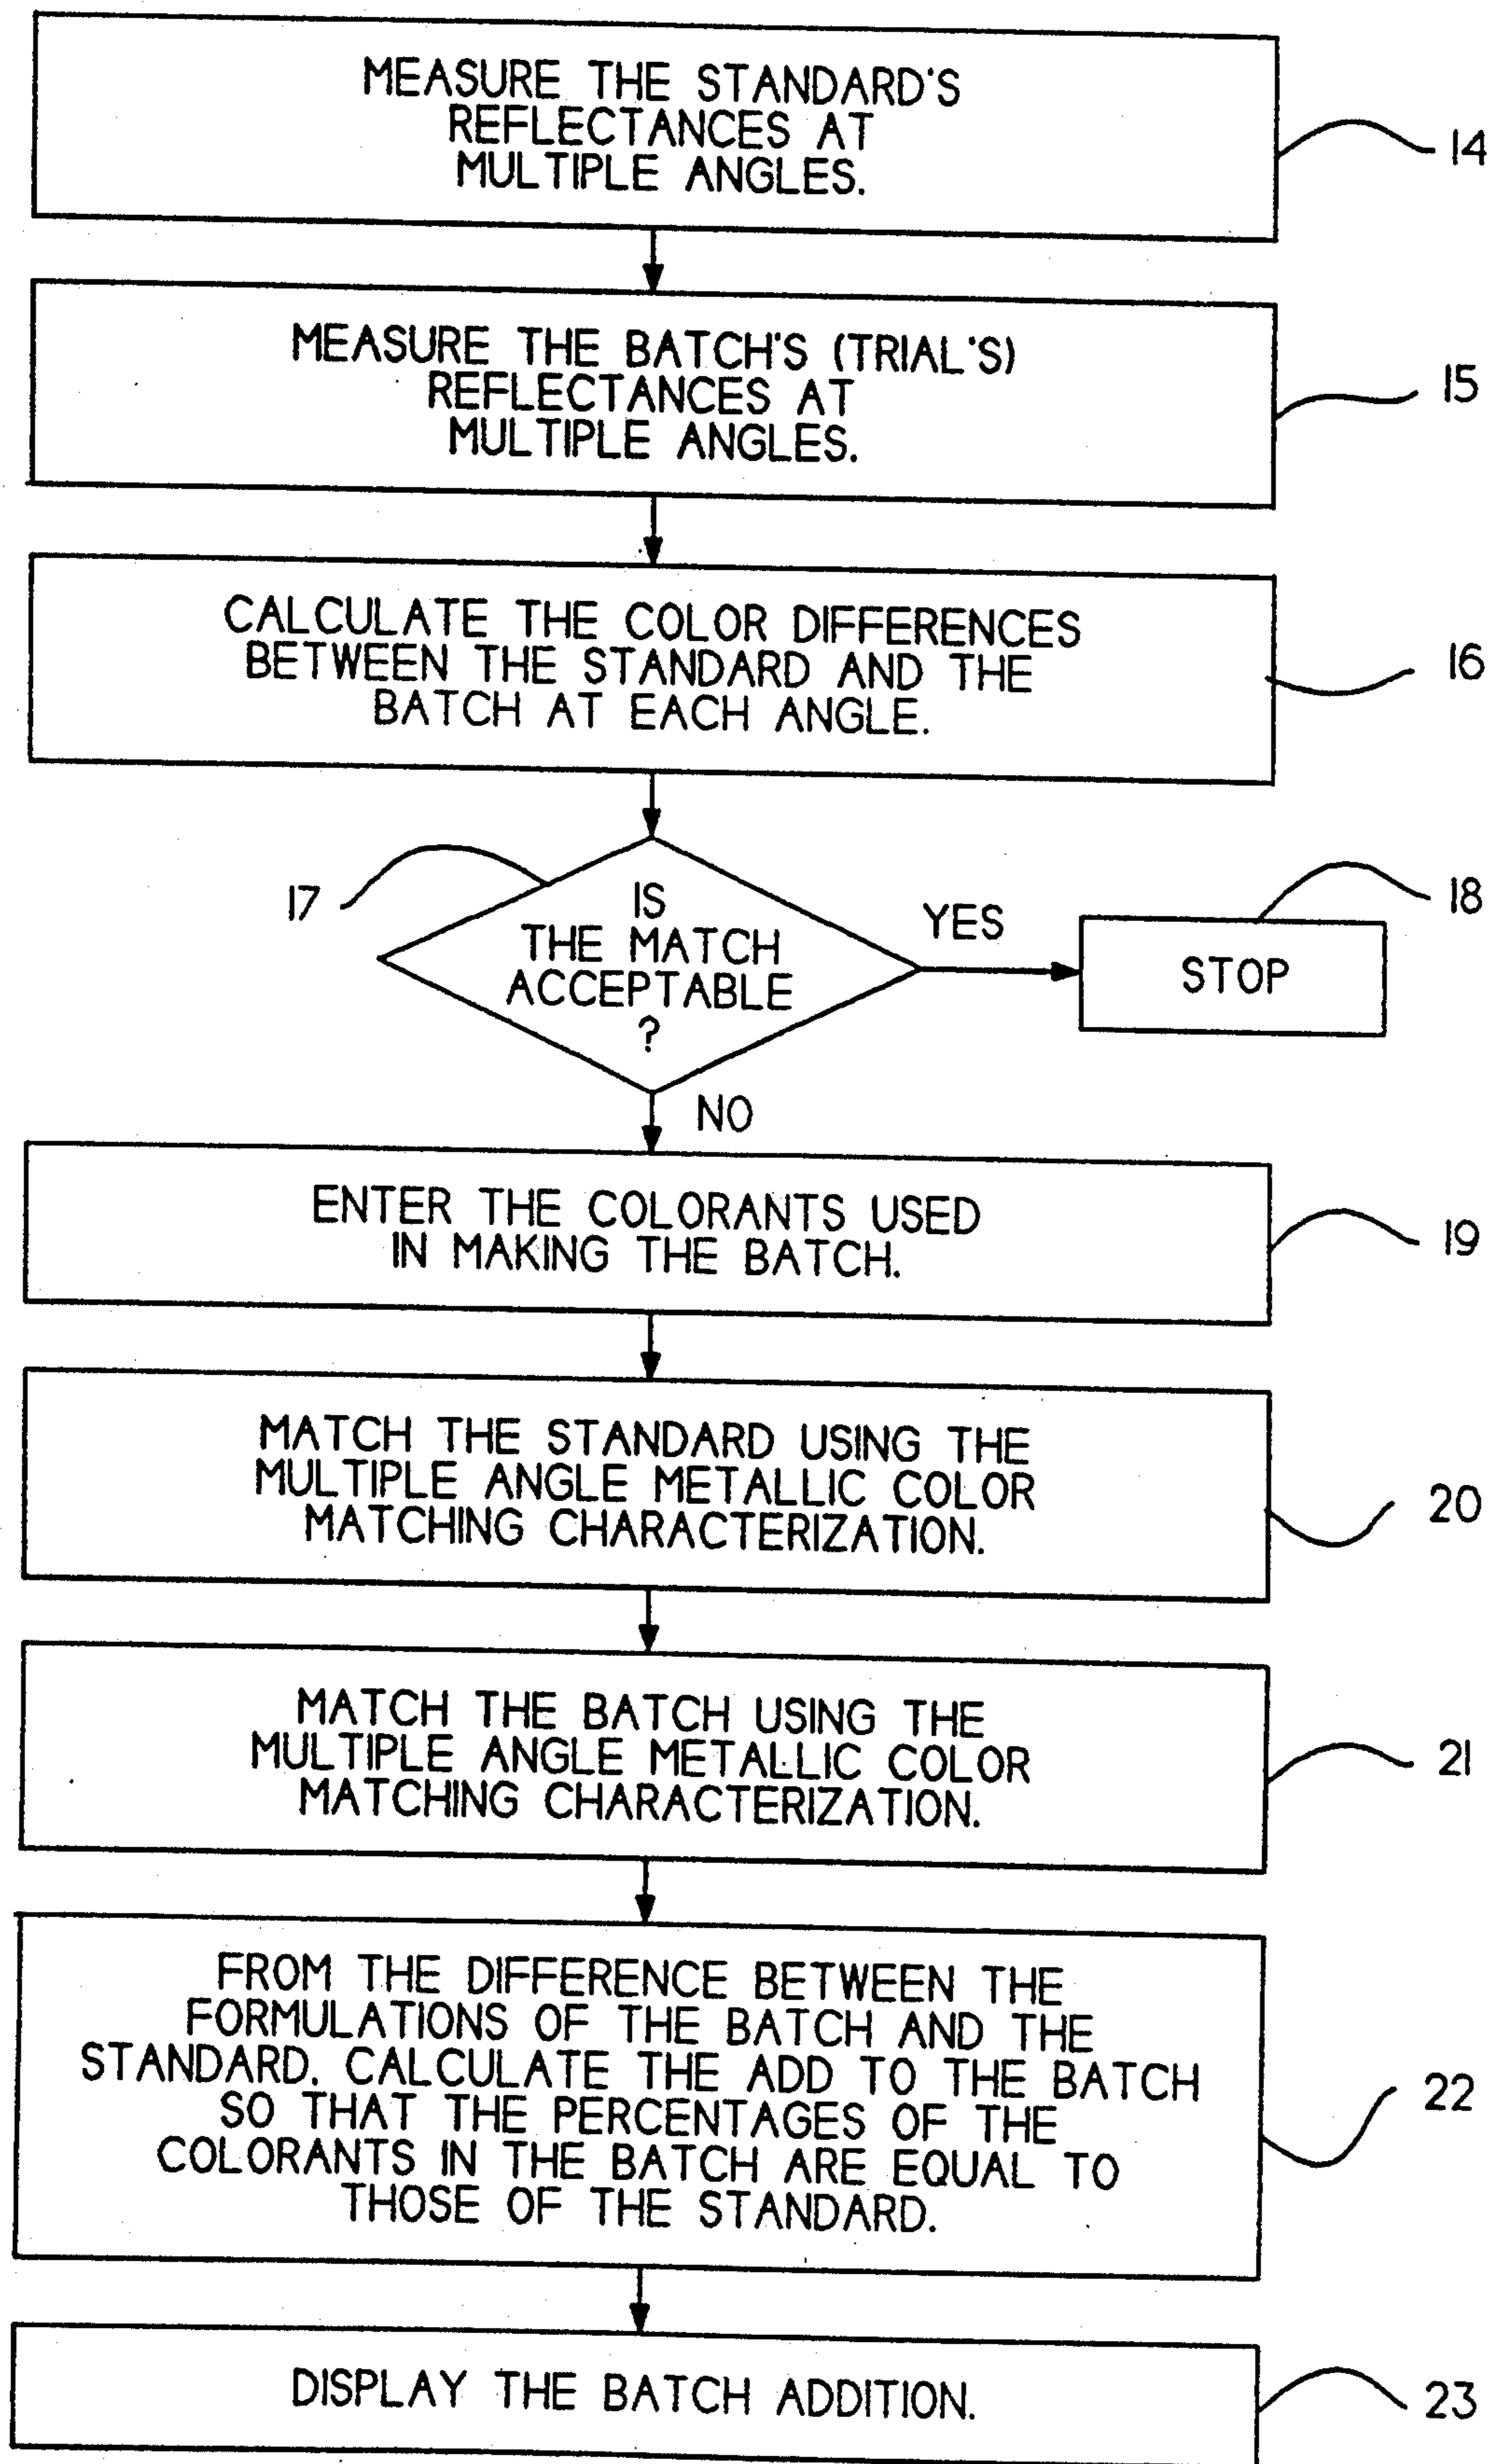 MEASURE THE STANDARD'S
REFLECTANCES AT
MULTIPLE ANGLES.
14
MEASURE THE BATCH'S (TRIAL'S)
REFLECTANCES AT
MULTIPLE ANGLES.
15
CALCULATE THE COLOR DIFFERENCES
BETWEEN THE STANDARD AND THE
BATCH AT EACH ANGLE.
16
17
IS
THE MATCH
ACCEPTABLE
?
YES
STOP
18
NO
ENTER THE COLORANTS USED
IN MAKING THE BATCH.
19
MATCH THE STANDARD USING THE
MULTIPLE ANGLE METALLIC COLOR
MATCHING CHARACTERIZATION.
20
MATCH THE BATCH USING THE
MULTIPLE ANGLE METALLIC COLOR
MATCHING CHARACTERIZATION.
21
FROM THE DIFFERENCE BETWEEN THE
FORMULATIONS OF THE BATCH AND THE
STANDARD. CALCULATE THE ADD TO THE BATCH
SO THAT THE PERCENTAGES OF THE
COLORANTS IN THE BATCH ARE EQUAL TO
THOSE OF THE STANDARD.
22
DISPLAY THE BATCH ADDITION.
23